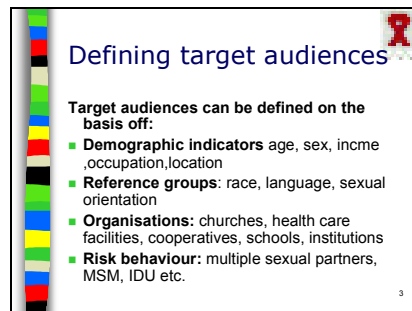 Defining target audiences
Target audiences can be defined on the
basis off:
Demographic indicators age, sex, incme
,occupation,location
Reference groups: race, language, sexual
orientation
Organisations: churches, health care
facilities, cooperatives, schools, institutions
Risk behaviour: multiple sexual partners,
MSM, IDU etc.
3